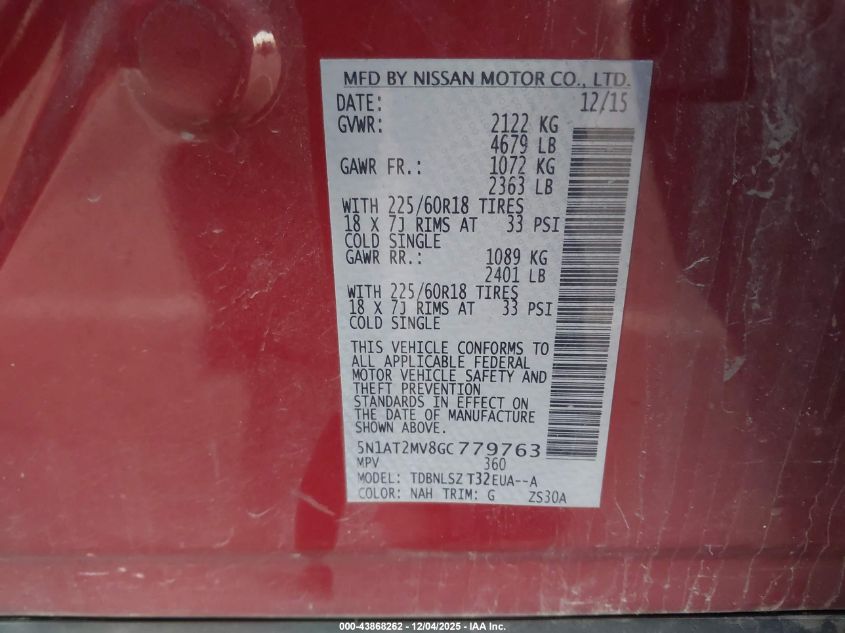 MFD BY NISSAN MOTOR CO., LTD.
DATE: 12/15
GVWR: 2122 KG
4679 LB
GAWR FR.: 1072 KG
2363 LB
WITH 225/60R18 TIRES
18 X 7J RIMS AT 33 PSI
COLD SINGLE
GAWR RR.: 1089 KG
2401 LB
WITH 225/60R18 TIRES
18 X 7J RIMS AT 33 PSI
COLD SINGLE
THIS VEHICLE CONFORMS TO
ALL APPLICABLE FEDERAL
MOTOR VEHICLE SAFETY AND
THEFT PREVENTION
STANDARDS IN EFFECT ON
THE DATE OF MANUFACTURE
SHOWN ABOVE.
5N1AT2MV8GC779763
MPV 360
MODEL: TDBNLSZ T32EUA--A
COLOR: NAH TRIM: G ZS30A
000-43868262 - 12/04/2025 - IAA Inc.